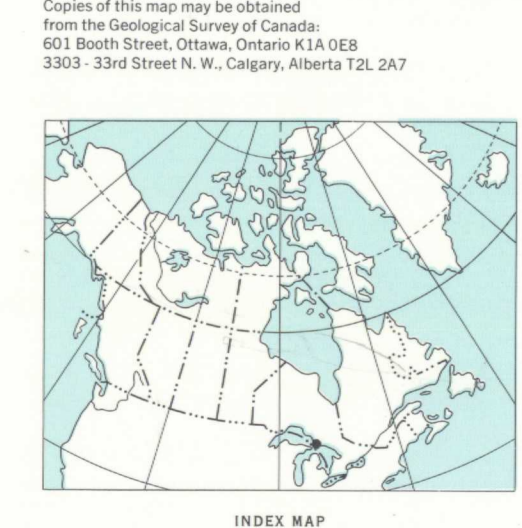 Copies of this map may be obtained
from the Geological Survey of Canada:
601 Booth Street, Ottawa, Ontario K1A 0E8
3303 - 33rd Street N. W., Calgary, Alberta T2L 2A7
INDEX MAP